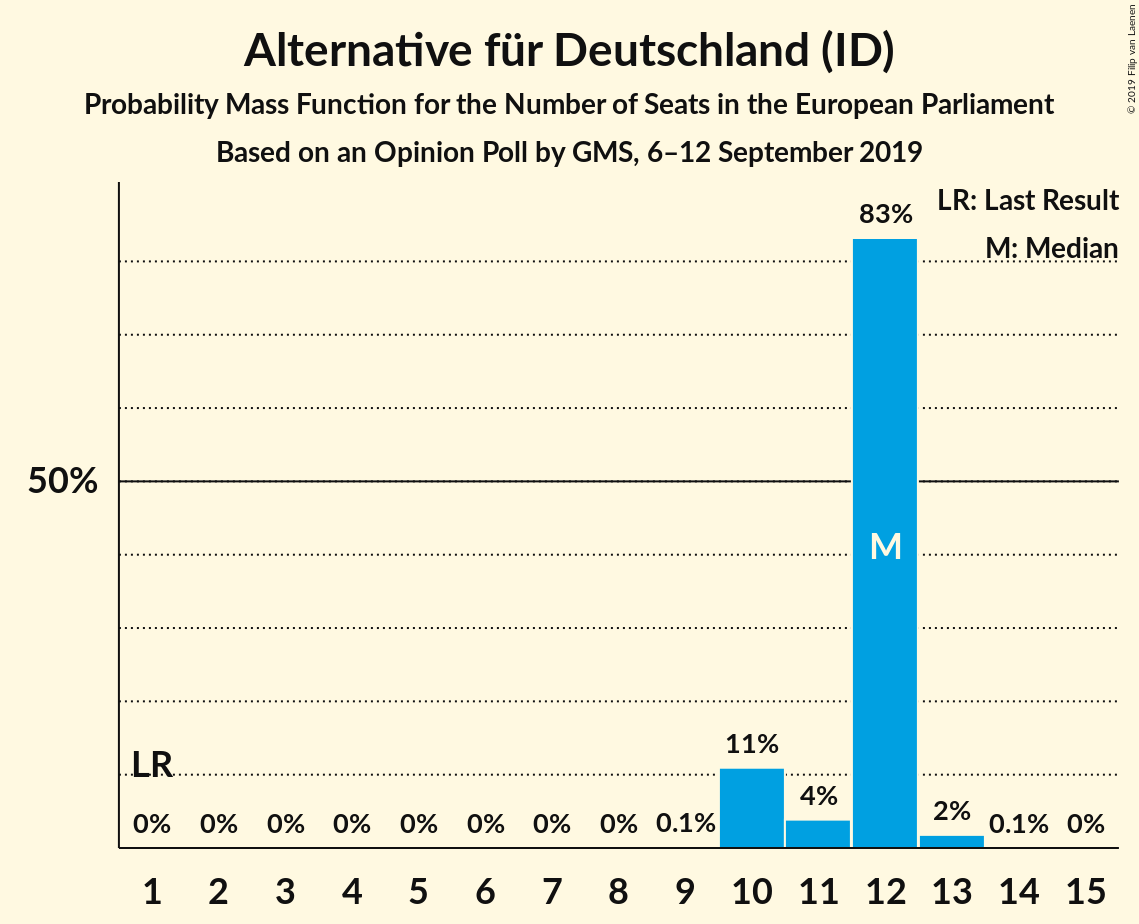 Alternative für Deutschland (ID)
Probability Mass Function for the Number of Seats in the European Parliament
Based on an Opinion Poll by GMS, 6–12 September 2019
© 2019 Filip van Laenen
LR: Last Result
M: Median
83%
50%
M
LR
11%
4%
2%
0% 0% 0% 0% 0% 0% 0% 0% 0.1% 0.1% 0%
1 2 3 4 5 6 7 8 9 10 11 12 13 14 15